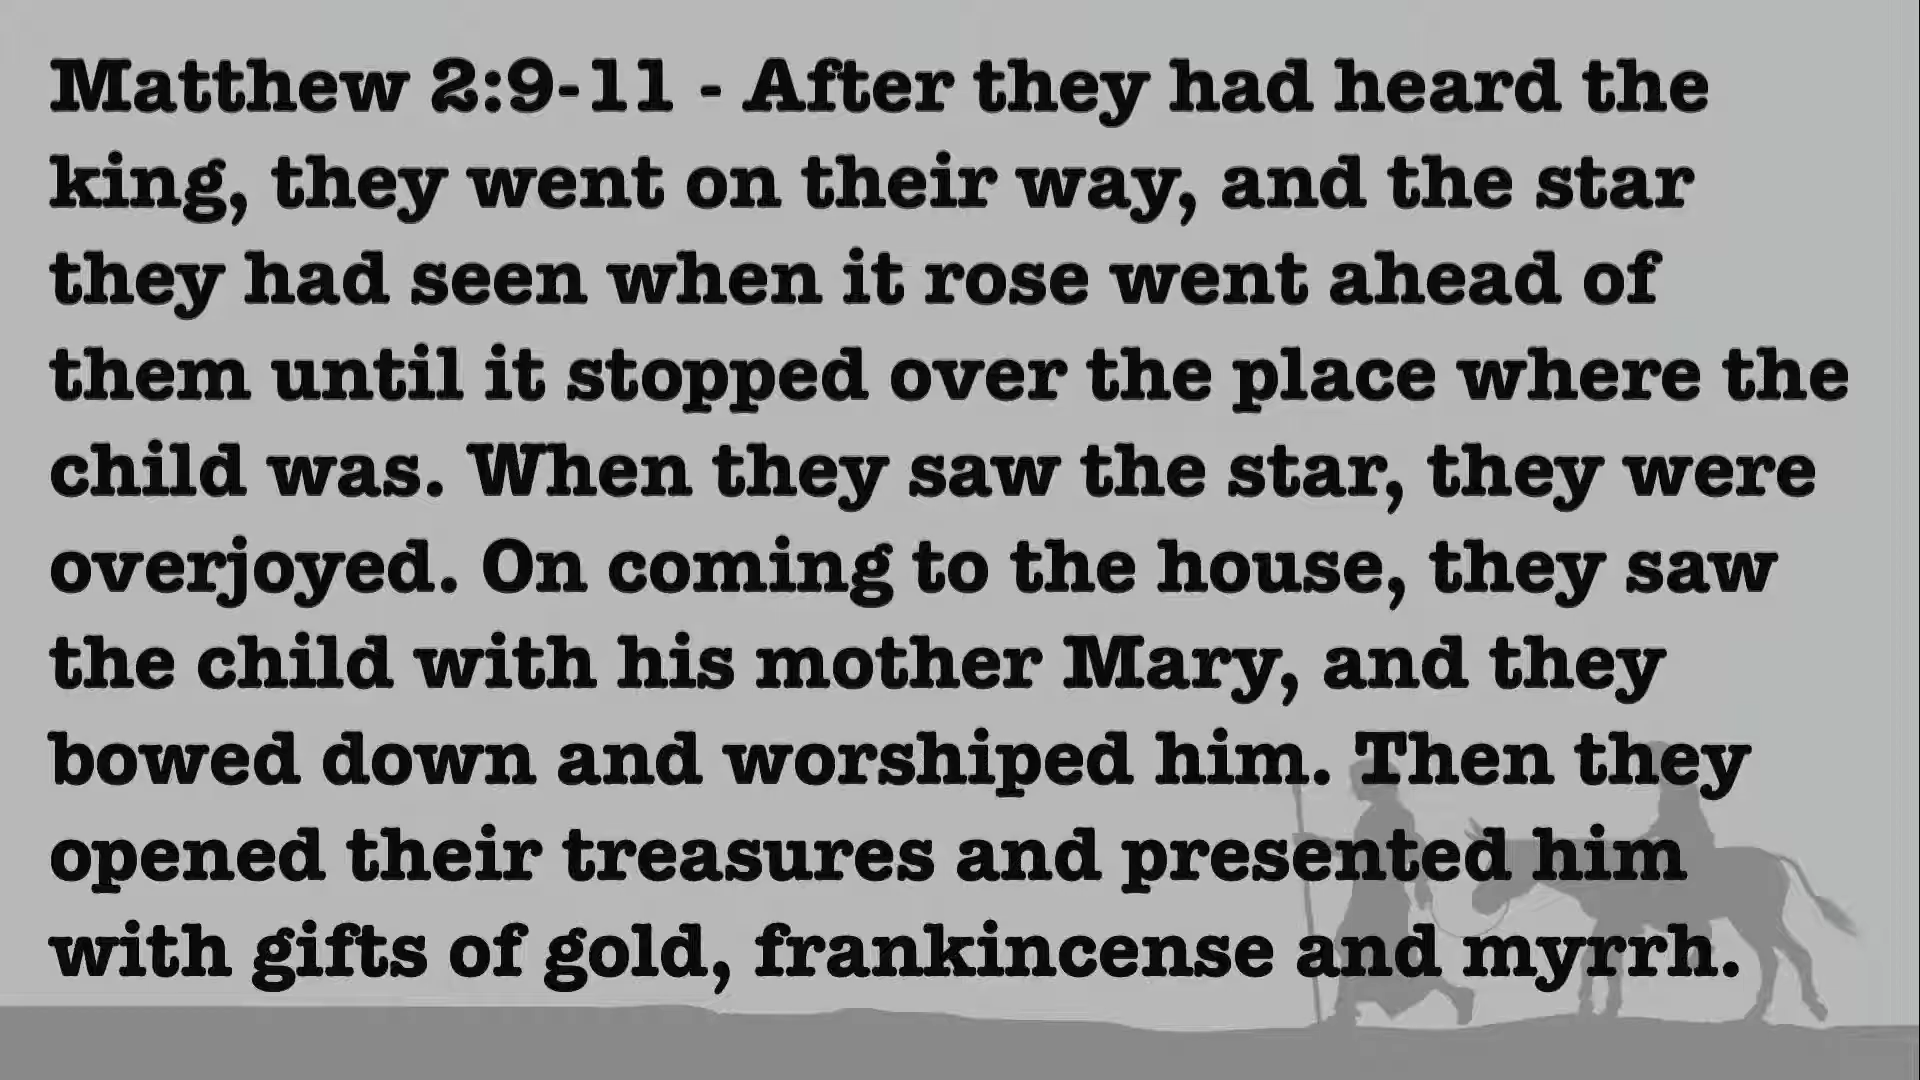 Matthew 2:9-11 - After they had heard the
king, they went on their way, and the star
they had seen when it rose went ahead of
them until it stopped over the place where the
child was. When they saw the star, they were
overjoyed. On coming to the house, they saw
the child with his mother Mary, and they
bowed down and worshiped him. Then they
opened their treasures and presented him
with gifts of gold, frankincense and myrrh.